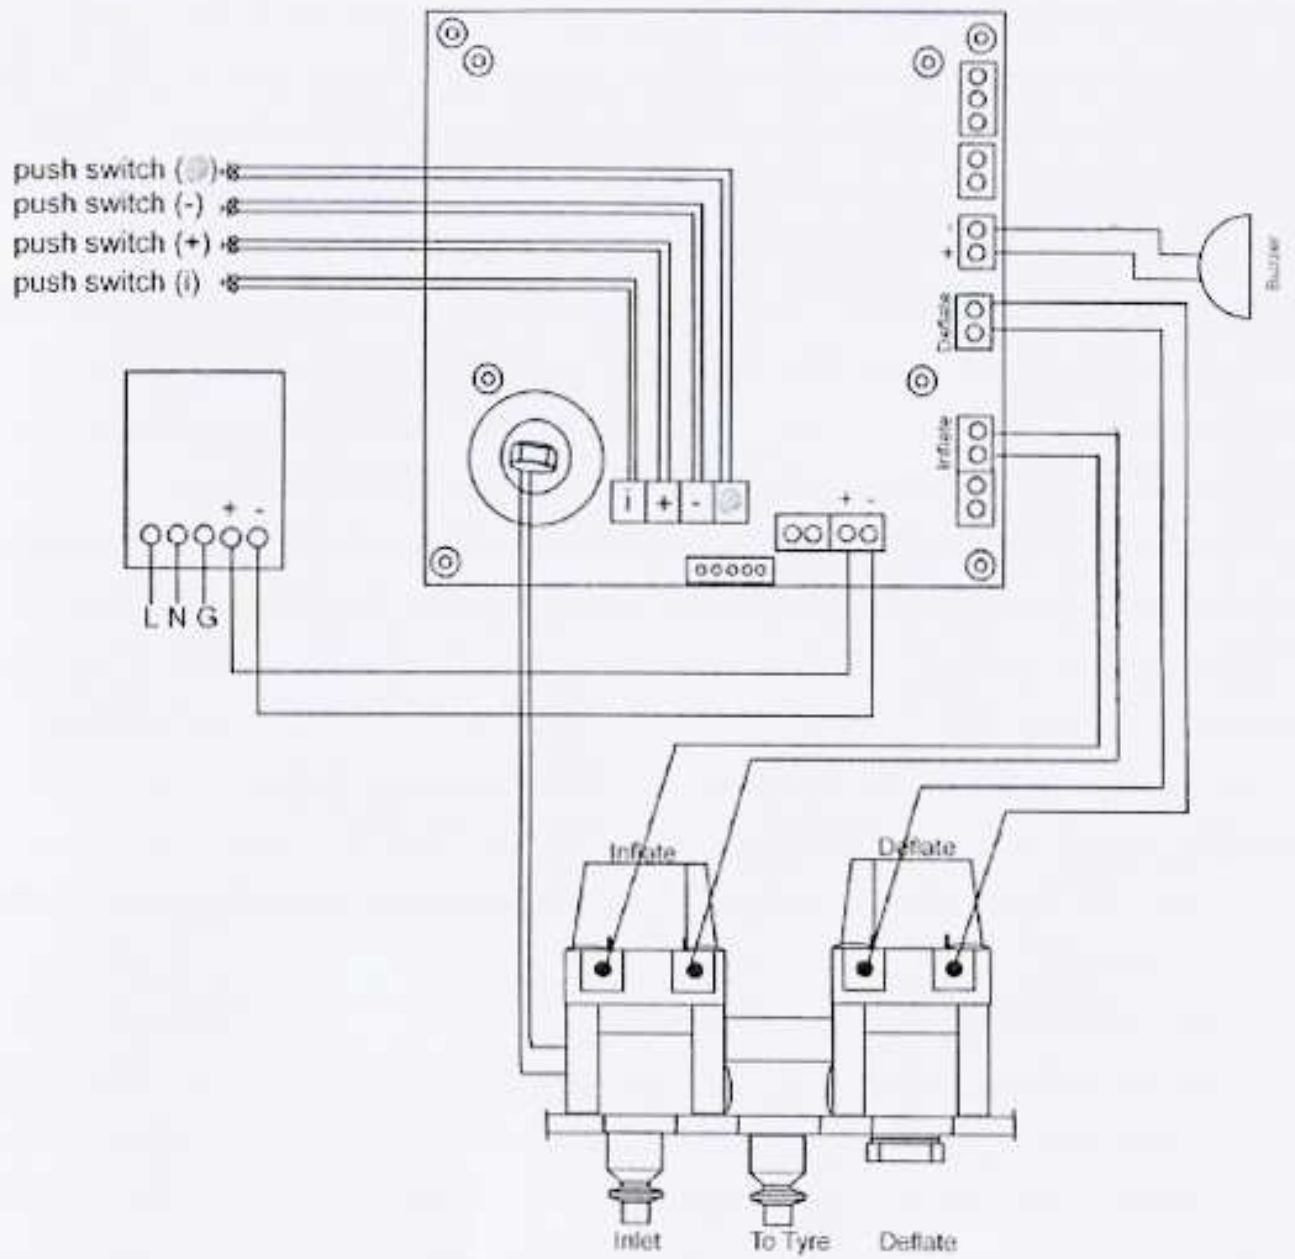 push switch ( )
push switch (-)
push switch (+)
push switch (i)
-
+
Buzzer
Deflate
Inflate
i + -
+ -
+ -
L N G
Inflate
Deflate
Inlet
To Tyre
Deflate